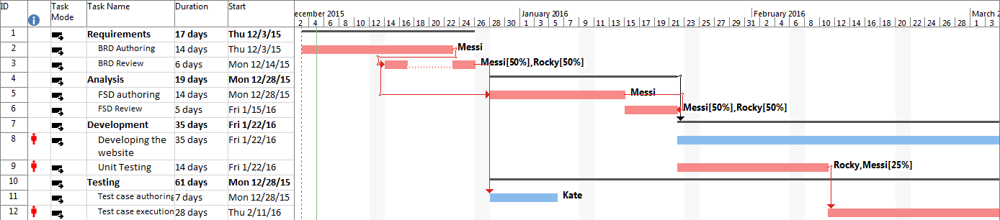 ID Task Mode Task Name Duration Start
ecember 2015 January 2016 February 2016 March 2
2 4 6 8 10 12 14 16 18 20 22 24 26 28 30 1 3 5 7 9 11 13 15 17 19 21 23 25 27 29 31 2 4 6 8 10 12 14 16 18 20 22 24 26 28 1 3
1 Requirements 17 days Thu 12/3/15
2 BRD Authoring 14 days Thu 12/3/15 Messi
3 BRD Review 6 days Mon 12/14/15 Messi[50%],Rocky[50%]
4 Analysis 19 days Mon 12/28/15
5 FSD authoring 14 days Mon 12/28/15 Messi
6 FSD Review 5 days Fri 1/15/16 Messi[50%],Rocky[50%]
7 Development 35 days Fri 1/22/16
8 Developing the 35 days Fri 1/22/16
website
9 Unit Testing 14 days Fri 1/22/16 Rocky,Messi[25%]
10 Testing 61 days Mon 12/28/15
11 Test case authoring 7 days Mon 12/28/15 Kate
12 Test case execution 28 days Thu 2/11/16